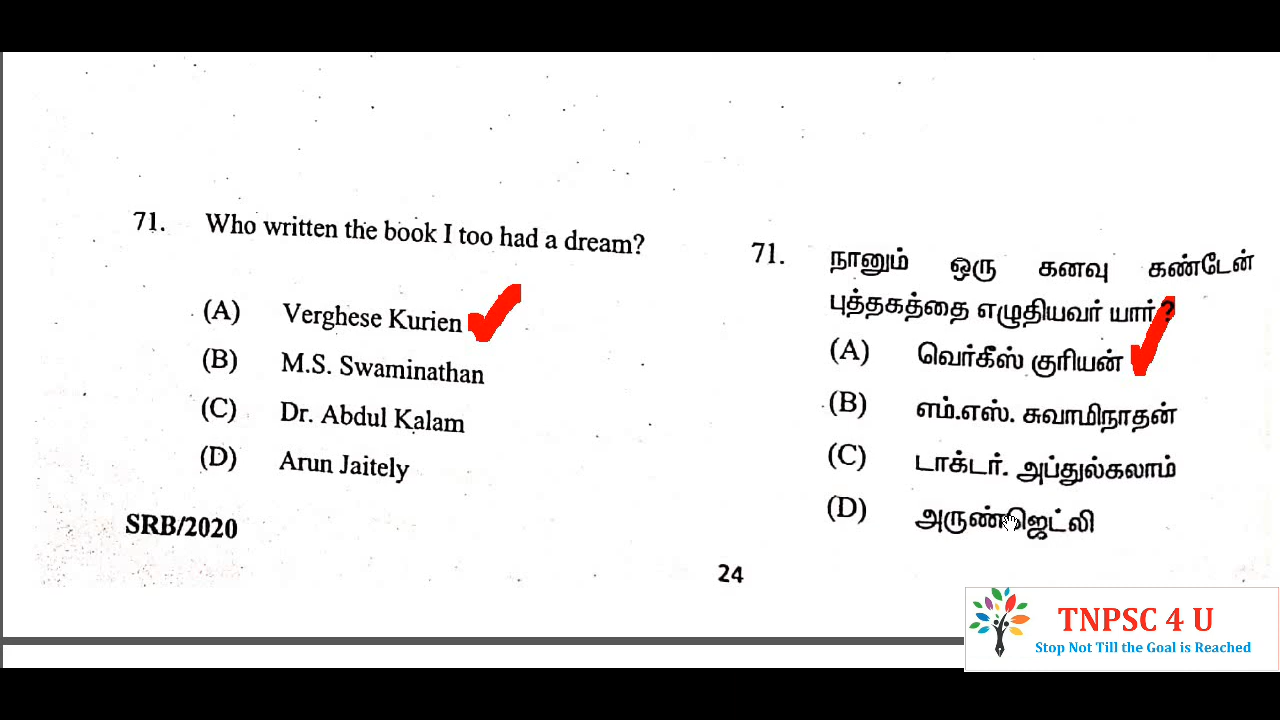 71. Who written the book I too had a dream?
(A) Verghese Kurien
(B) M.S. Swaminathan
(C) Dr. Abdul Kalam
(D) Arun Jaitely
SRB/2020
71. நானும் ஒரு கனவு கண்டேன்
புத்தகத்தை எழுதியவர் யார்?
(A) வெர்கீஸ் குரியன்
(B) எம்.எஸ். சுவாமிநாதன்
(C) டாக்டர். அப்துல்கலாம்
(D) அருண்ஜெட்லி
24
TNPSC 4 U
Stop Not Till the Goal is Reached